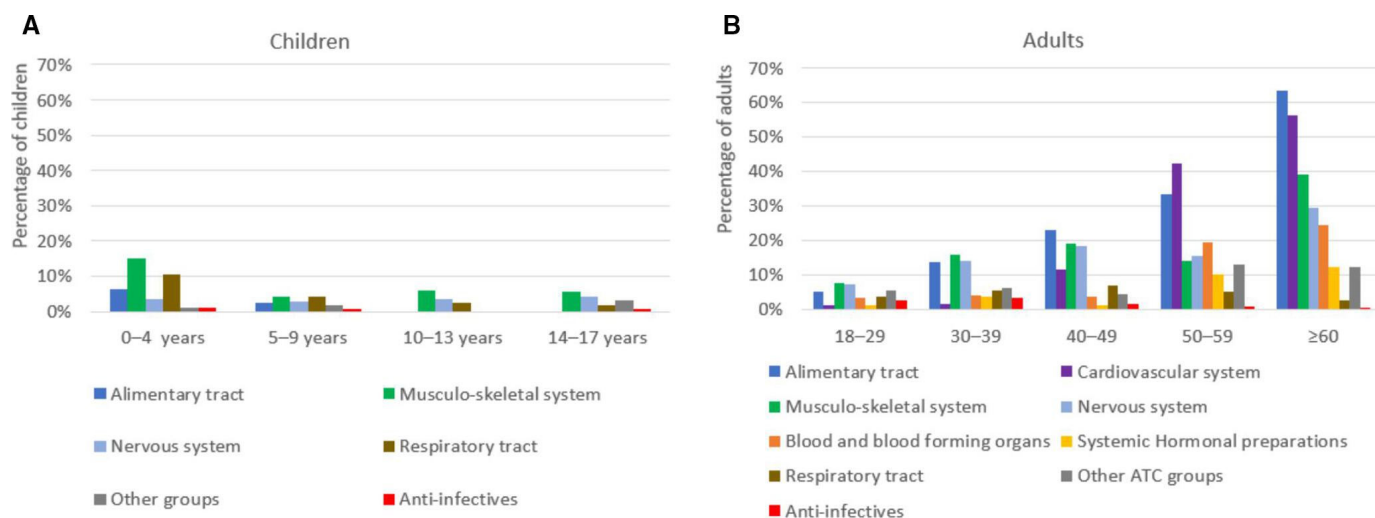 A
Children
Percentage of children
70%
60%
50%
40%
30%
20%
10%
0%
0–4 years
5–9 years
10–13 years
14–17 years
Alimentary tract
Musculo-skeletal system
Nervous system
Respiratory tract
Other groups
Anti-infectives
B
Adults
Percentage of adults
70%
60%
50%
40%
30%
20%
10%
0%
18–29
30–39
40–49
50–59
≥60
Alimentary tract
Cardiovascular system
Musculo-skeletal system
Nervous system
Blood and blood forming organs
Systemic Hormonal preparations
Respiratory tract
Other ATC groups
Anti-infectives